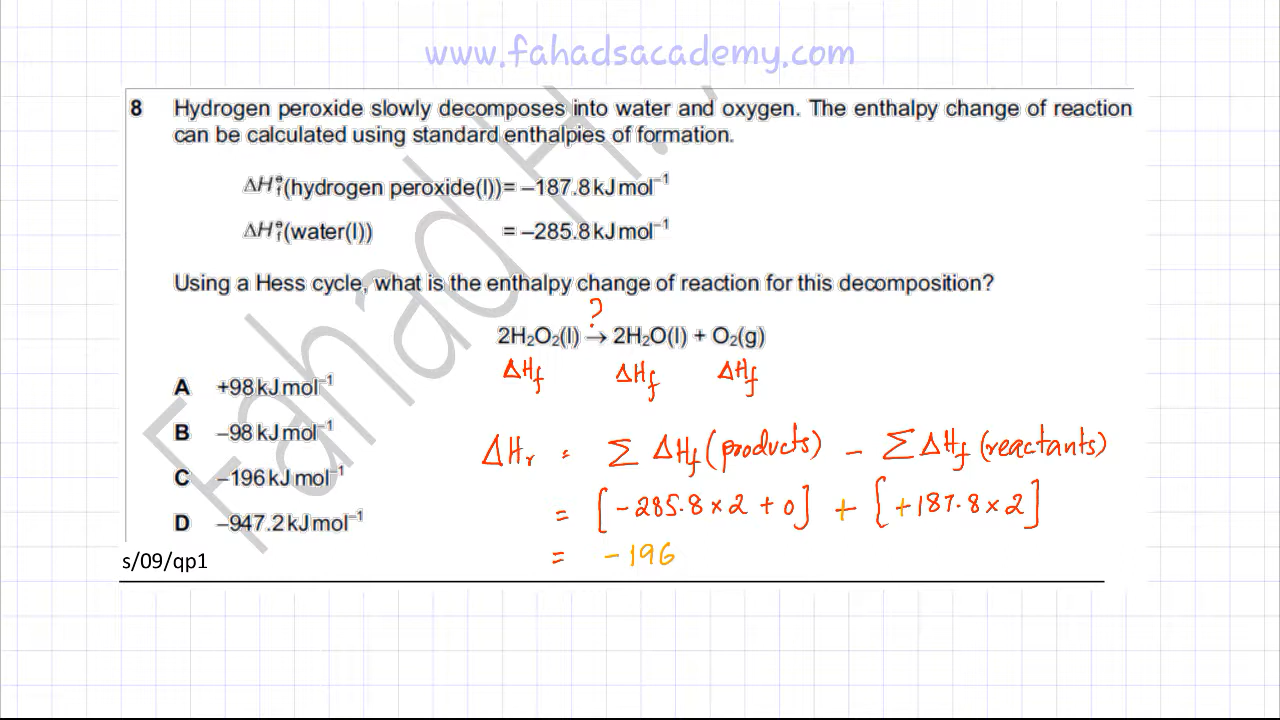 www.fahadsacademy.com
8 Hydrogen peroxide slowly decomposes into water and oxygen. The enthalpy change of reaction
can be calculated using standard enthalpies of formation.
ΔH⦵f(hydrogen peroxide(l))= –187.8 kJ mol⁻¹
ΔH⦵f(water(l)) = –285.8 kJ mol⁻¹
Using a Hess cycle, what is the enthalpy change of reaction for this decomposition?
?
2H₂O₂(l) → 2H₂O(l) + O₂(g)
ΔHf ΔHf ΔHf
A +98 kJ mol⁻¹
B –98 kJ mol⁻¹
ΔHr = Σ ΔHf (products) – Σ ΔHf (reactants)
C –196 kJ mol⁻¹
= [-285.8 × 2 + 0] + [+187.8 × 2]
D –947.2 kJ mol⁻¹
= -196
s/09/qp1
Fahad H.